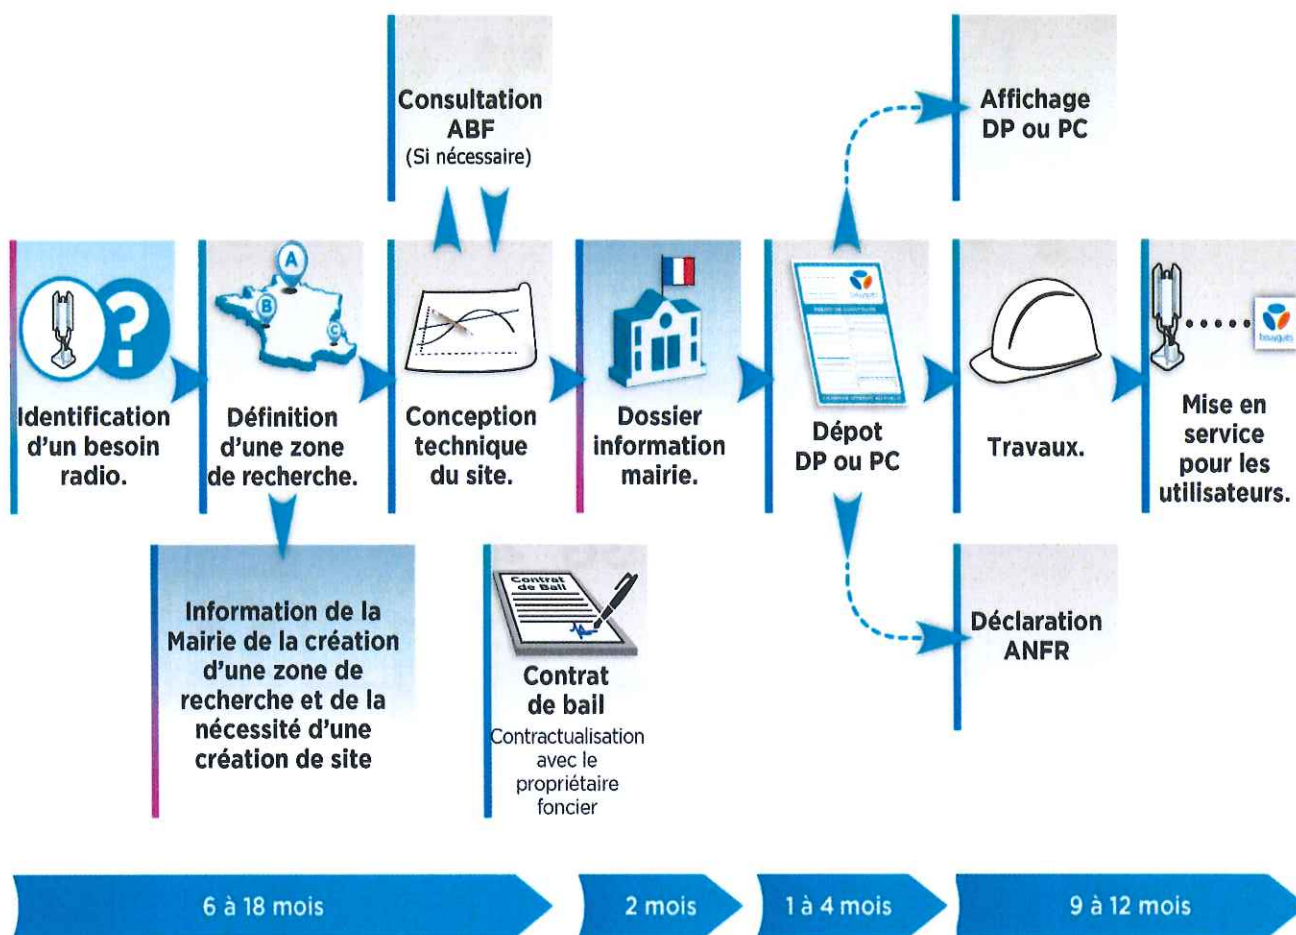 Consultation
ABF
(Si nécessaire)
Affichage
DP ou PC
A
B
C
bouygues
Identification
d'un besoin
radio.
Définition
d'une zone
de recherche.
Conception
technique
du site.
Dossier
information
mairie.
Dépot
DP ou PC
Travaux.
Mise en
service
pour les
utilisateurs.
Information de la
Mairie de la création
d'une zone de
recherche et de la
nécessité d'une
création de site
Contrat
de Bail
Contrat
de bail
Contractualisation
avec le
propriétaire
foncier
Déclaration
ANFR
6 à 18 mois
2 mois
1 à 4 mois
9 à 12 mois